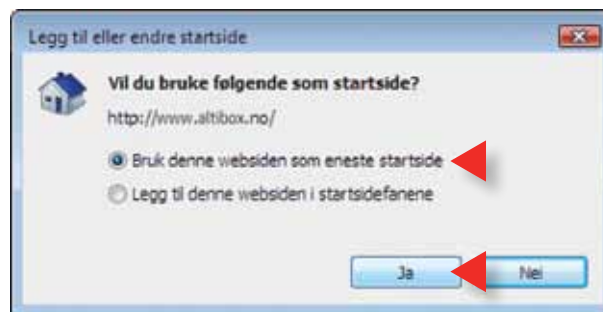 Legg til eller endre startside
Vil du bruke følgende som startside?
http://www.altibox.no/
Bruk denne websiden som eneste startside
Legg til denne websiden i startsidefanene
Ja
Nei